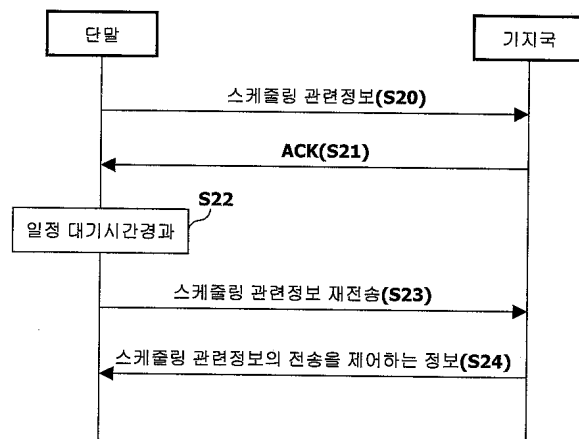 단말
기지국
스케줄링 관련정보(S20)
ACK(S21)
S22
일정 대기시간경과
스케줄링 관련정보 재전송(S23)
스케줄링 관련정보의 전송을 제어하는 정보(S24)